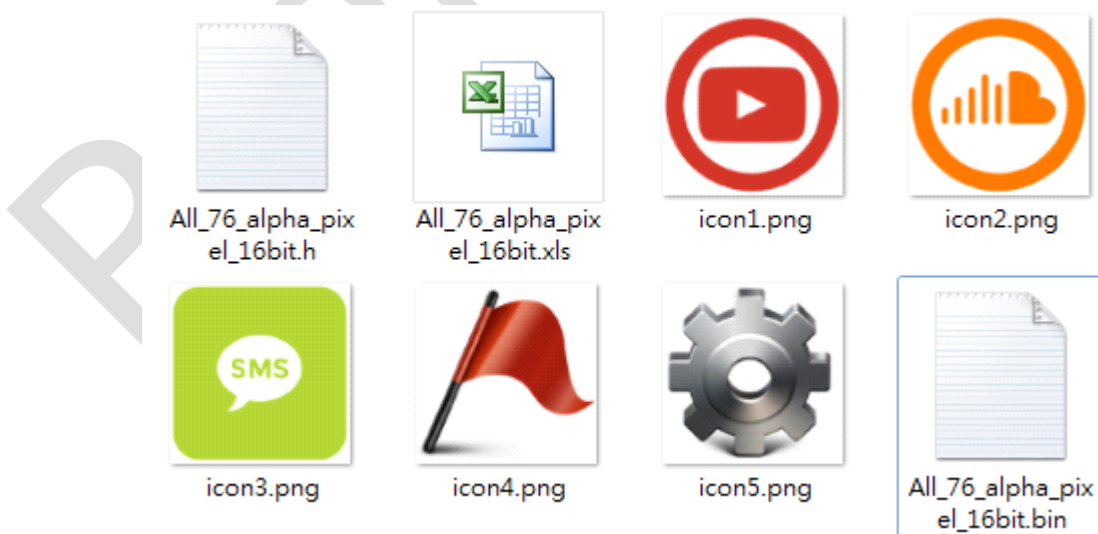 All_76_alpha_pix
el_16bit.h
All_76_alpha_pix
el_16bit.xls
icon1.png
icon2.png
SMS
icon3.png
icon4.png
icon5.png
All_76_alpha_pix
el_16bit.bin